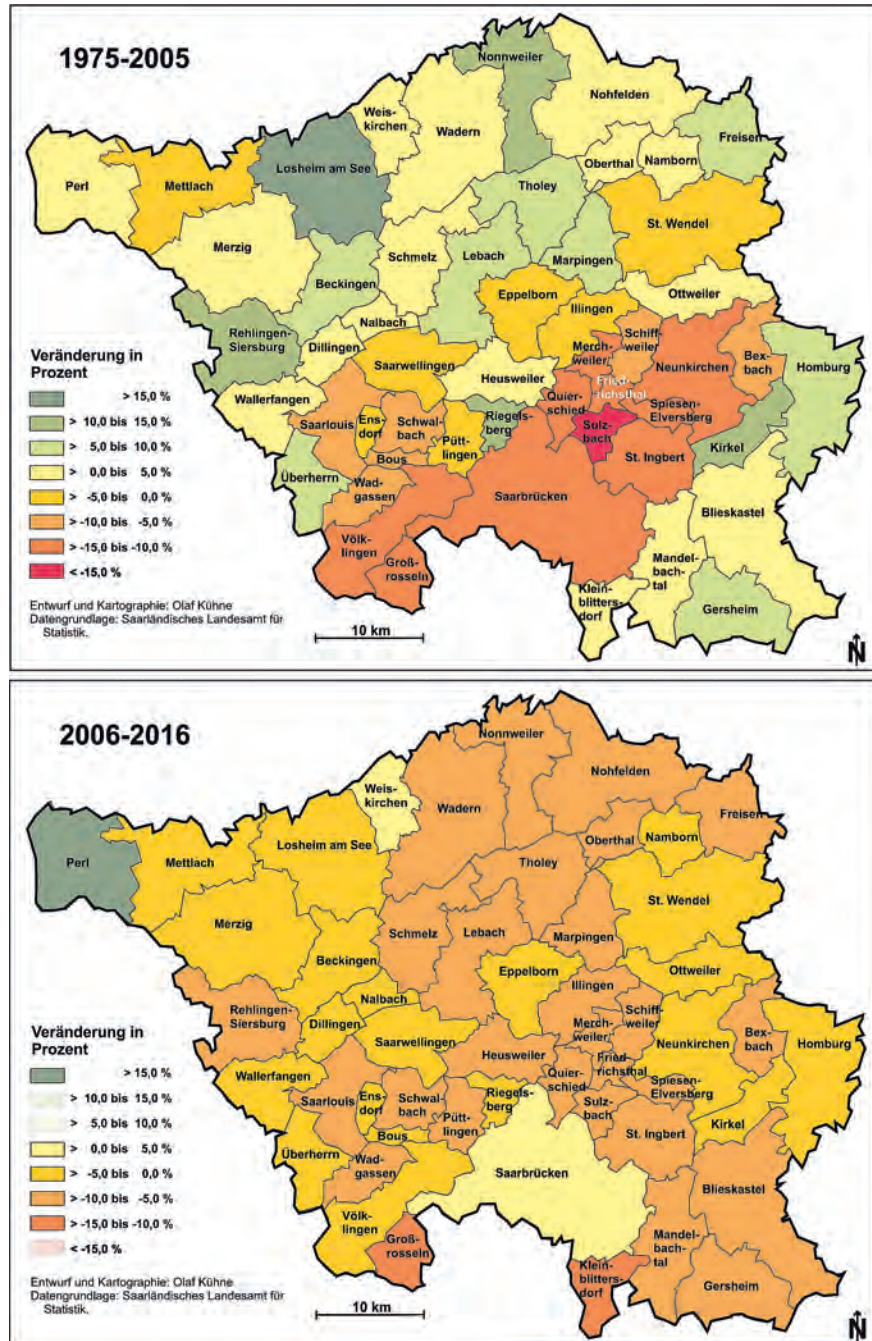 1975-2005
Nonnweiler
Nohfelden
Weis-
kirchen
Wadern
Freisen
Losheim am See
Oberthal
Namborn
Perl
Mettlach
Tholey
St. Wendel
Merzig
Schmelz
Lebach
Marpingen
Beckingen
Eppelborn
Illingen
Ottweiler
Nalbach
Rehlingen-
Siersburg
Dillingen
Merch-
weiler
Schiff-
weiler
Saarwellingen
Neunkirchen
Bex-
bach
Homburg
Heusweiler
Fried-
richsthal
Wallerfangen
Quier-
schied
Spiesen-
Elversberg
Saarlouis
Ens-
dorf
Schwal-
bach
Riegels-
berg
Sulz-
bach
Pütt-
lingen
Kirkel
Bous
St. Ingbert
Überherrn
Wad-
gassen
Saarbrücken
Blieskastel
Völk-
lingen
Mandel-
bach-
tal
Groß-
rosseln
Klein-
blitters-
dorf
Gersheim
Veränderung in
Prozent
> 15,0 %
> 10,0 bis 15,0 %
> 5,0 bis 10,0 %
> 0,0 bis 5,0 %
> -5,0 bis 0,0 %
> -10,0 bis -5,0 %
> -15,0 bis -10,0 %
< -15,0 %
Entwurf und Kartographie: Olaf Kühne
Datengrundlage: Saarländisches Landesamt für
Statistik.
10 km
N
2006-2016
Nonnweiler
Nohfelden
Weis-
kirchen
Wadern
Freisen
Losheim am See
Oberthal
Namborn
Perl
Mettlach
Tholey
St. Wendel
Merzig
Schmelz
Lebach
Marpingen
Beckingen
Eppelborn
Ottweiler
Illingen
Nalbach
Rehlingen-
Siersburg
Dillingen
Merch-
weiler
Schiff-
weiler
Saarwellingen
Neunkirchen
Bex-
bach
Homburg
Heusweiler
Fried-
richsthal
Wallerfangen
Quier-
schied
Spiesen-
Elversberg
Saarlouis
Ens-
dorf
Schwal-
bach
Riegels-
berg
Sulz-
bach
Pütt-
lingen
Kirkel
Bous
St. Ingbert
Überherrn
Wad-
gassen
Saarbrücken
Blieskastel
Völk-
lingen
Mandel-
bach-
tal
Groß-
rosseln
Klein-
blitters-
dorf
Gersheim
Veränderung in
Prozent
> 15,0 %
> 10,0 bis 15,0 %
> 5,0 bis 10,0 %
> 0,0 bis 5,0 %
> -5,0 bis 0,0 %
> -10,0 bis -5,0 %
> -15,0 bis -10,0 %
< -15,0 %
Entwurf und Kartographie: Olaf Kühne
Datengrundlage: Saarländisches Landesamt für
Statistik.
10 km
N